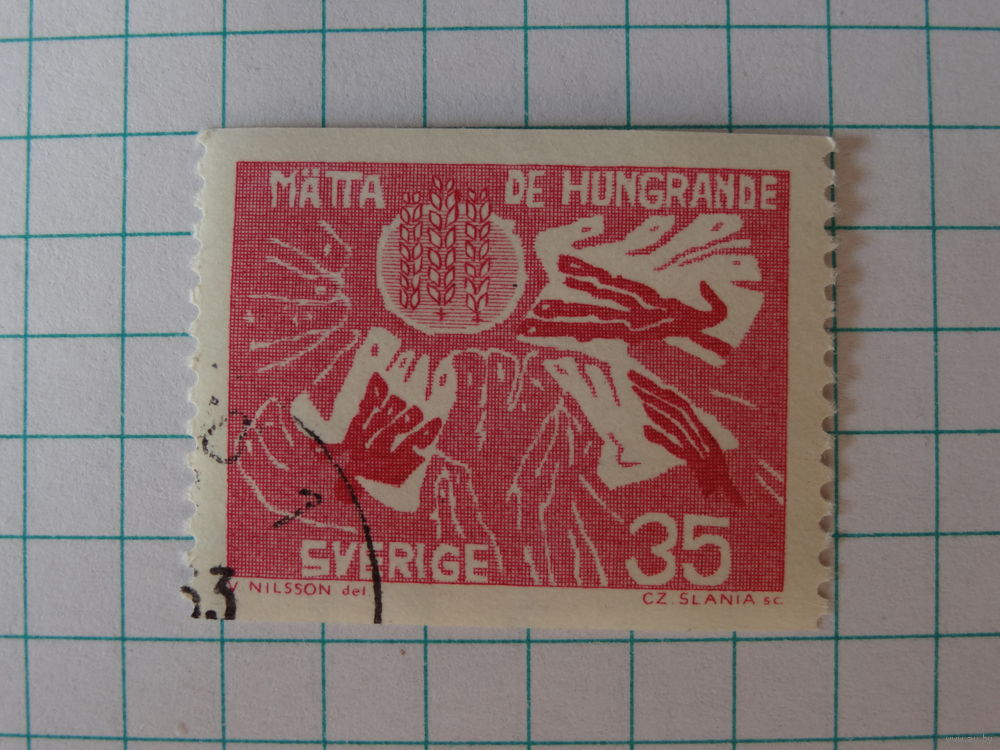 MÄTTA DE HUNGRANDE
SVERIGE 35
V. NILSSON del.
CZ. SLANIA sc.